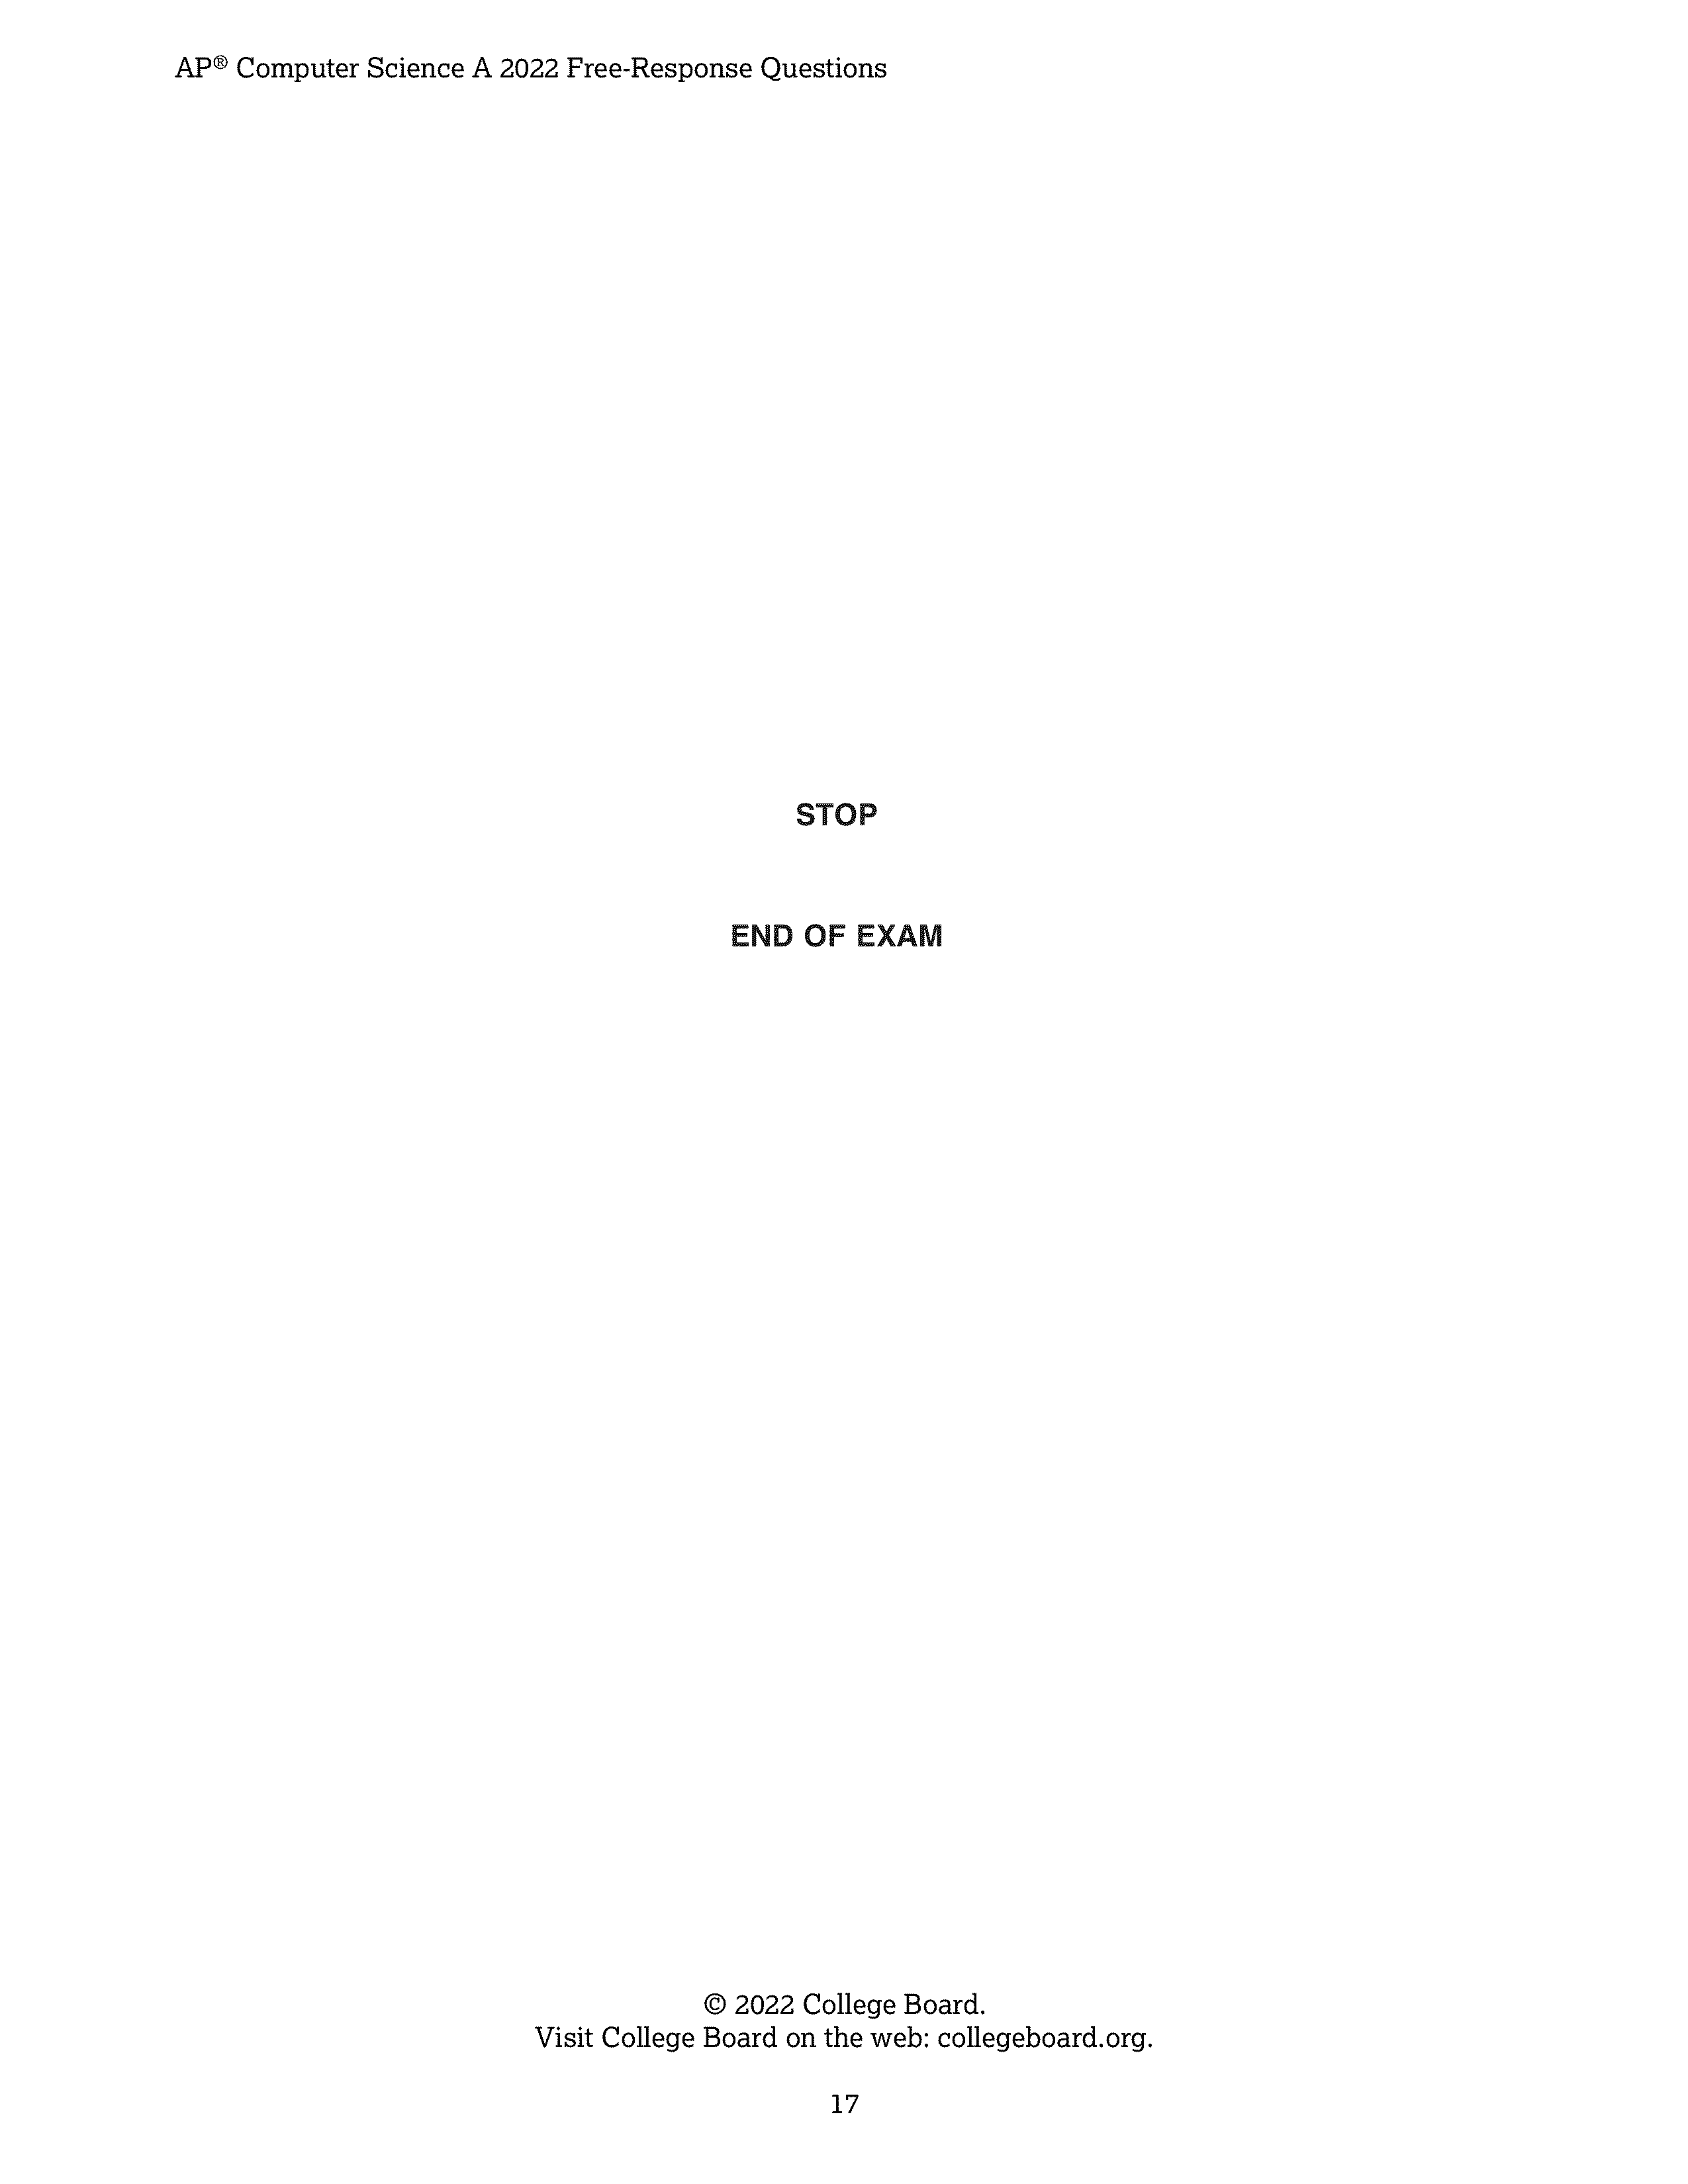 AP® Computer Science A 2022 Free-Response Questions
STOP
END OF EXAM
© 2022 College Board.
Visit College Board on the web: collegeboard.org.
17